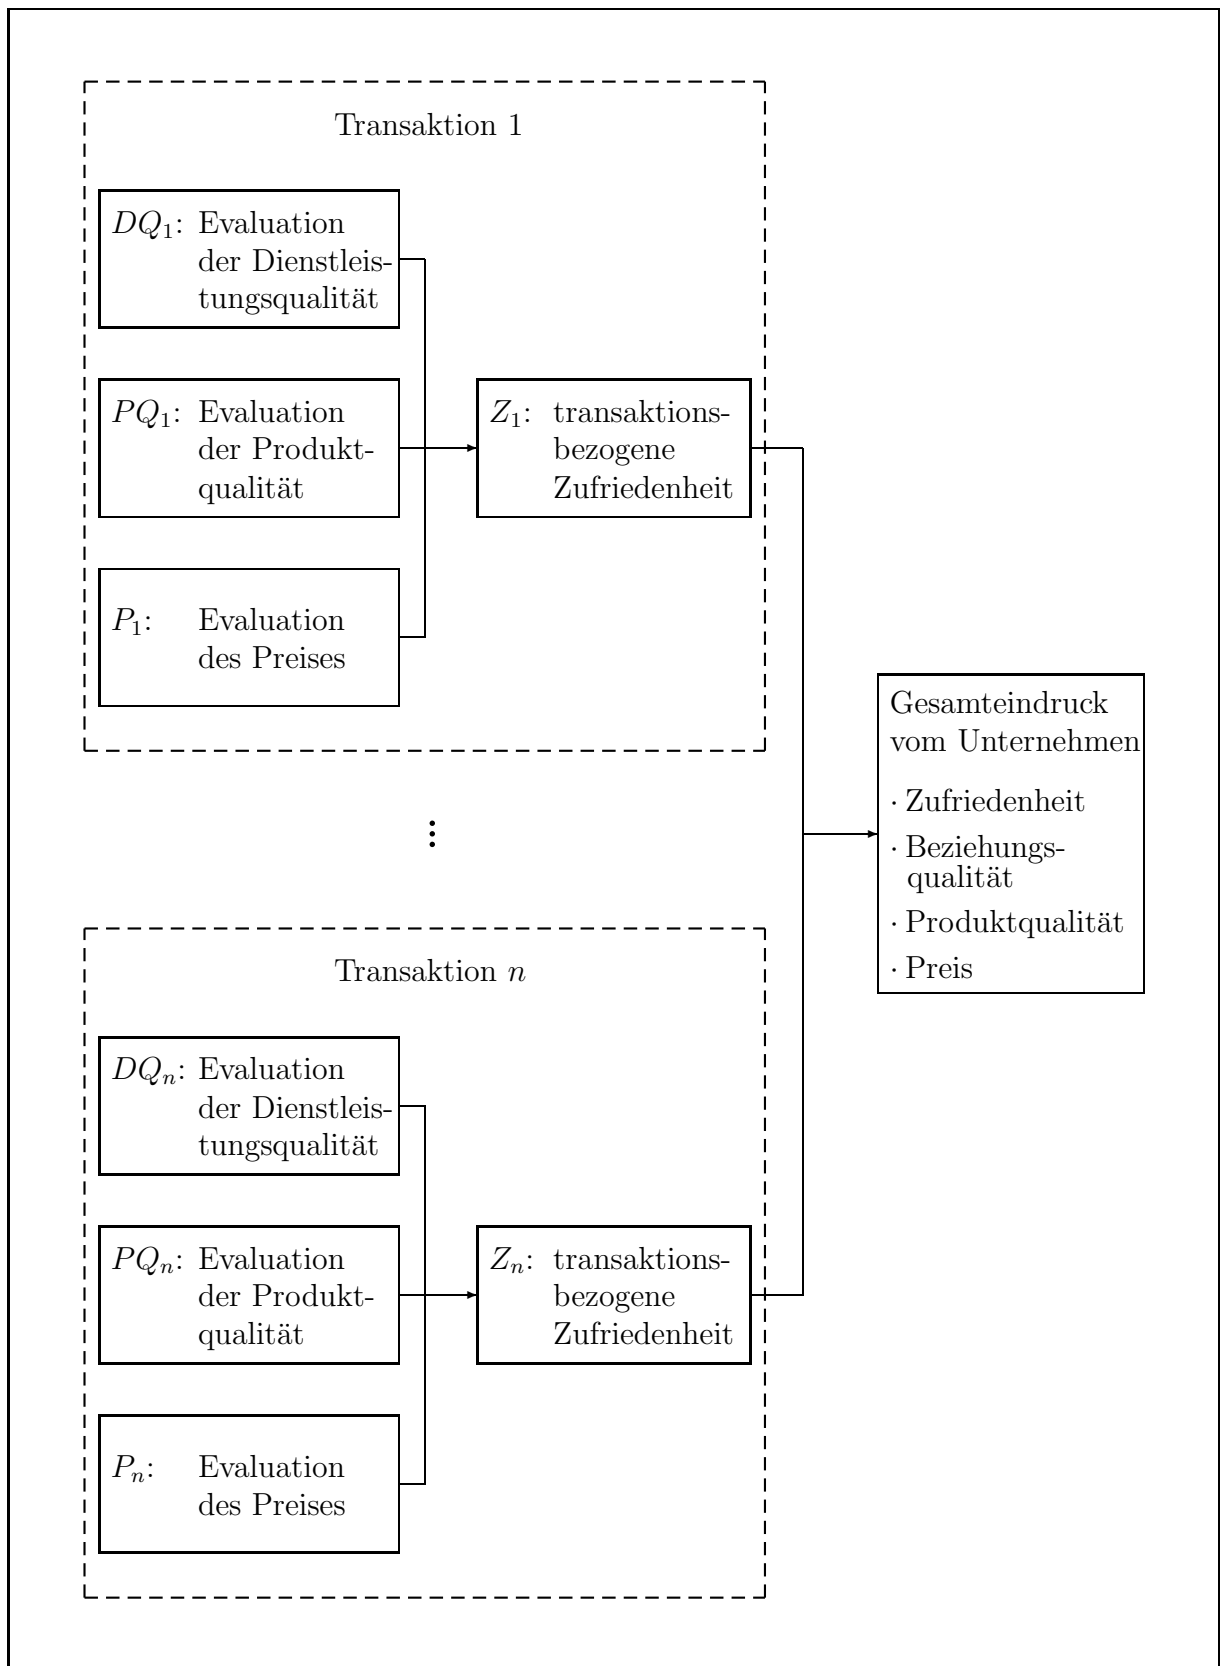 Transaktion 1
DQ₁: Evaluation
der Dienstleis-
tungsqualität
PQ₁: Evaluation
der Produkt-
qualität
Z₁: transaktions-
bezogene
Zufriedenheit
P₁: Evaluation
des Preises
Gesamteindruck
vom Unternehmen
· Zufriedenheit
· Beziehungs-
qualität
· Produktqualität
· Preis
⋮
Transaktion n
DQₙ: Evaluation
der Dienstleis-
tungsqualität
PQₙ: Evaluation
der Produkt-
qualität
Zₙ: transaktions-
bezogene
Zufriedenheit
Pₙ: Evaluation
des Preises